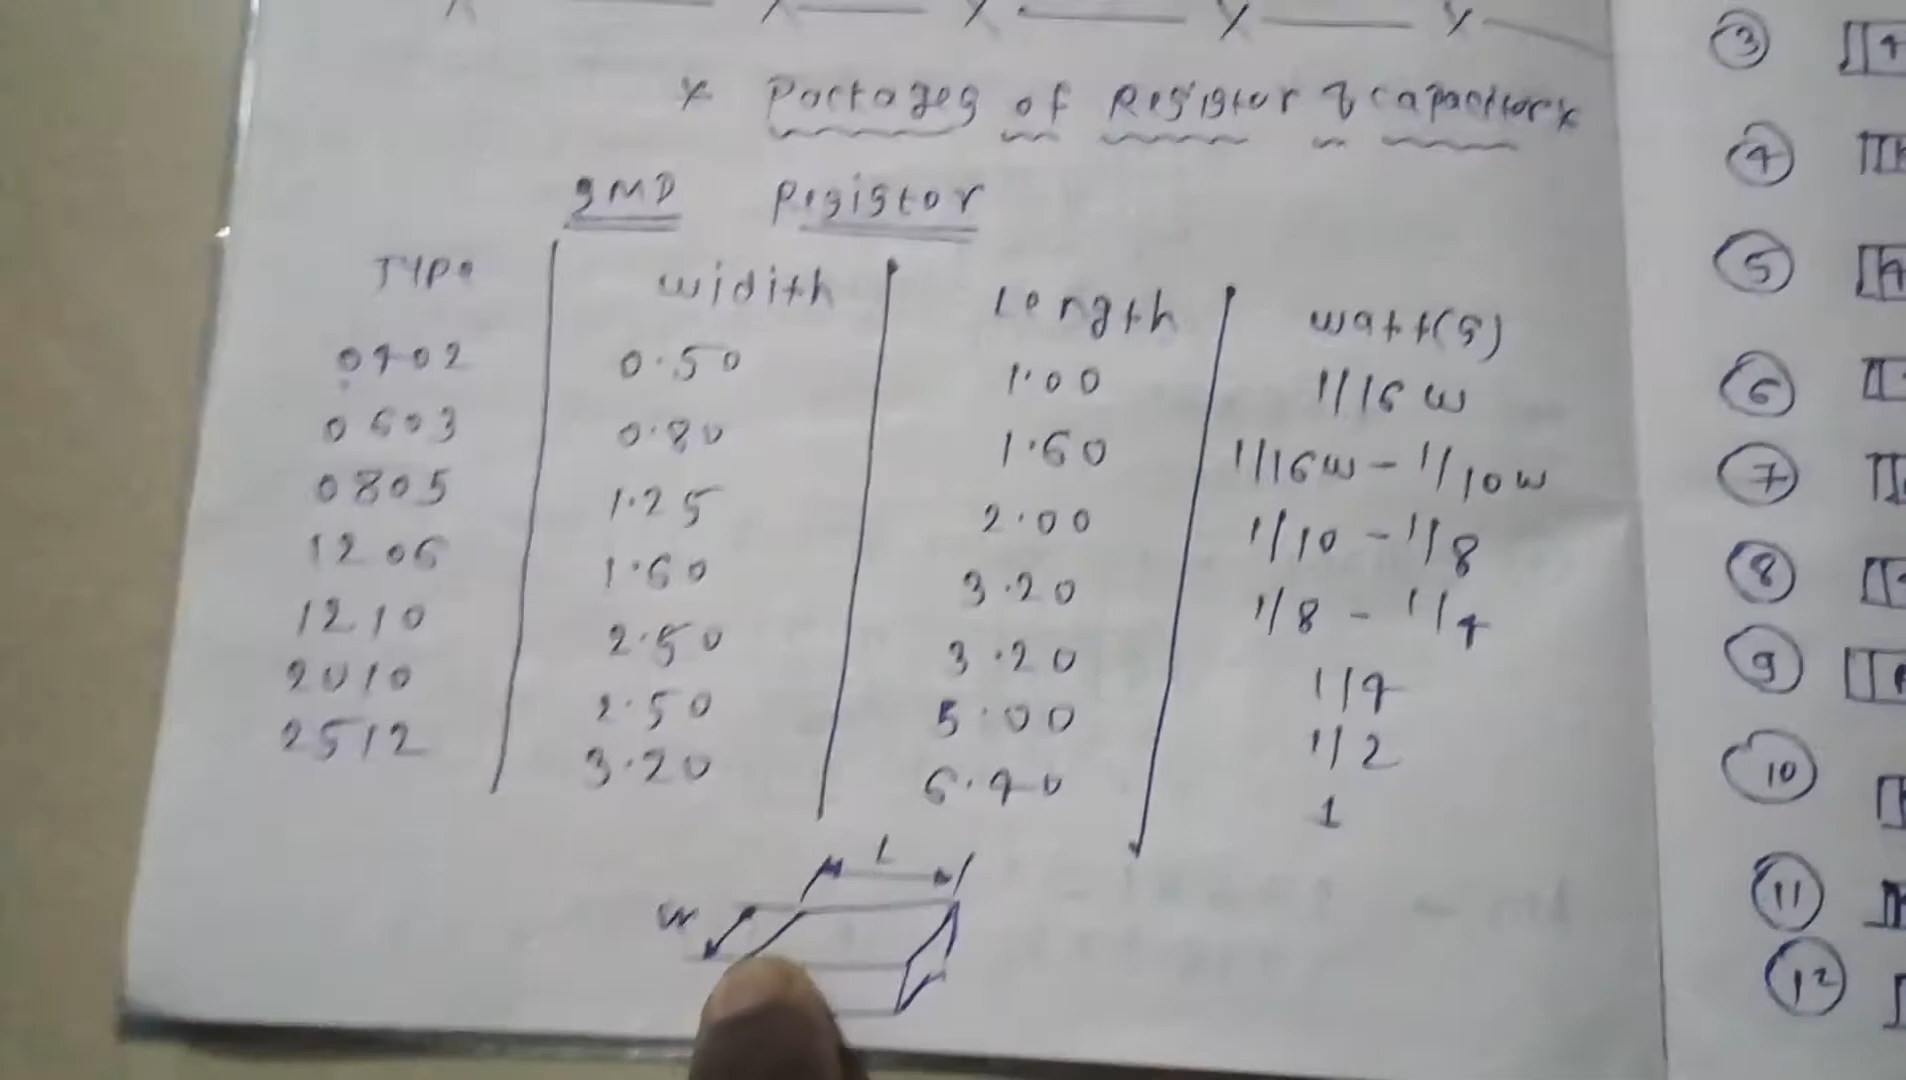 x Packages of Resistor & capacitor x
SMD Resistor
Type widith Length watt(s)
0402 0.50 1.00 1/16w
0603 0.80 1.60 1/16w - 1/10w
0805 1.25 2.00 1/10 - 1/8
1206 1.60 3.20 1/8 - 1/4
1210 2.50 3.20 1/4
2010 2.50 5.00 1/2
2512 3.20 6.40 1
L
W
3
4
5
6
7
8
9
10
11
12